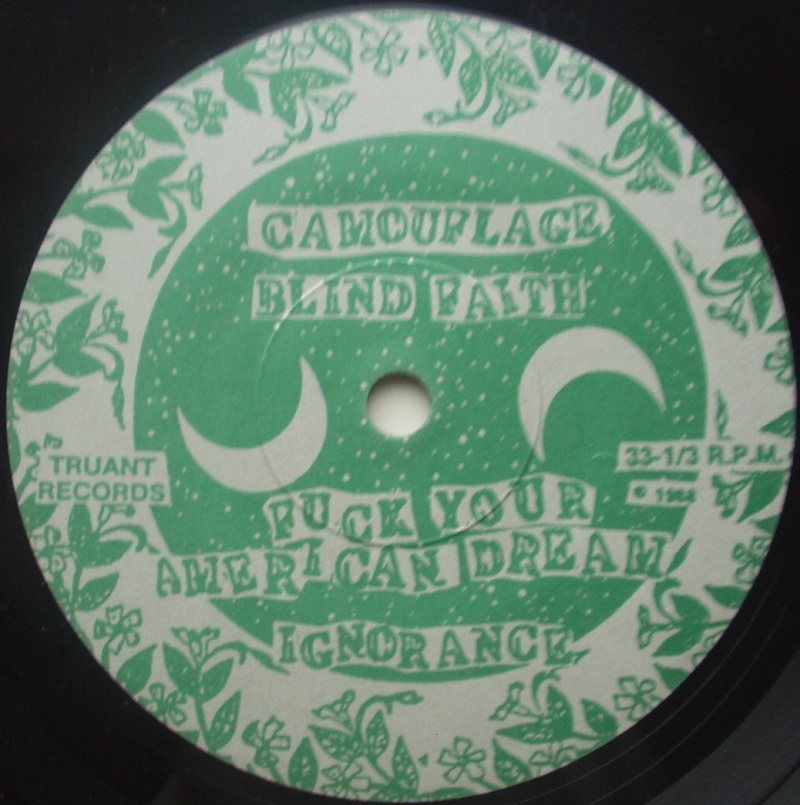 CAMOUFLAGE
BLIND FAITH
TRUANT
RECORDS
33-1/3 R.P.M.
©
FUCK YOUR
AMERICAN DREAM
IGNORANCE